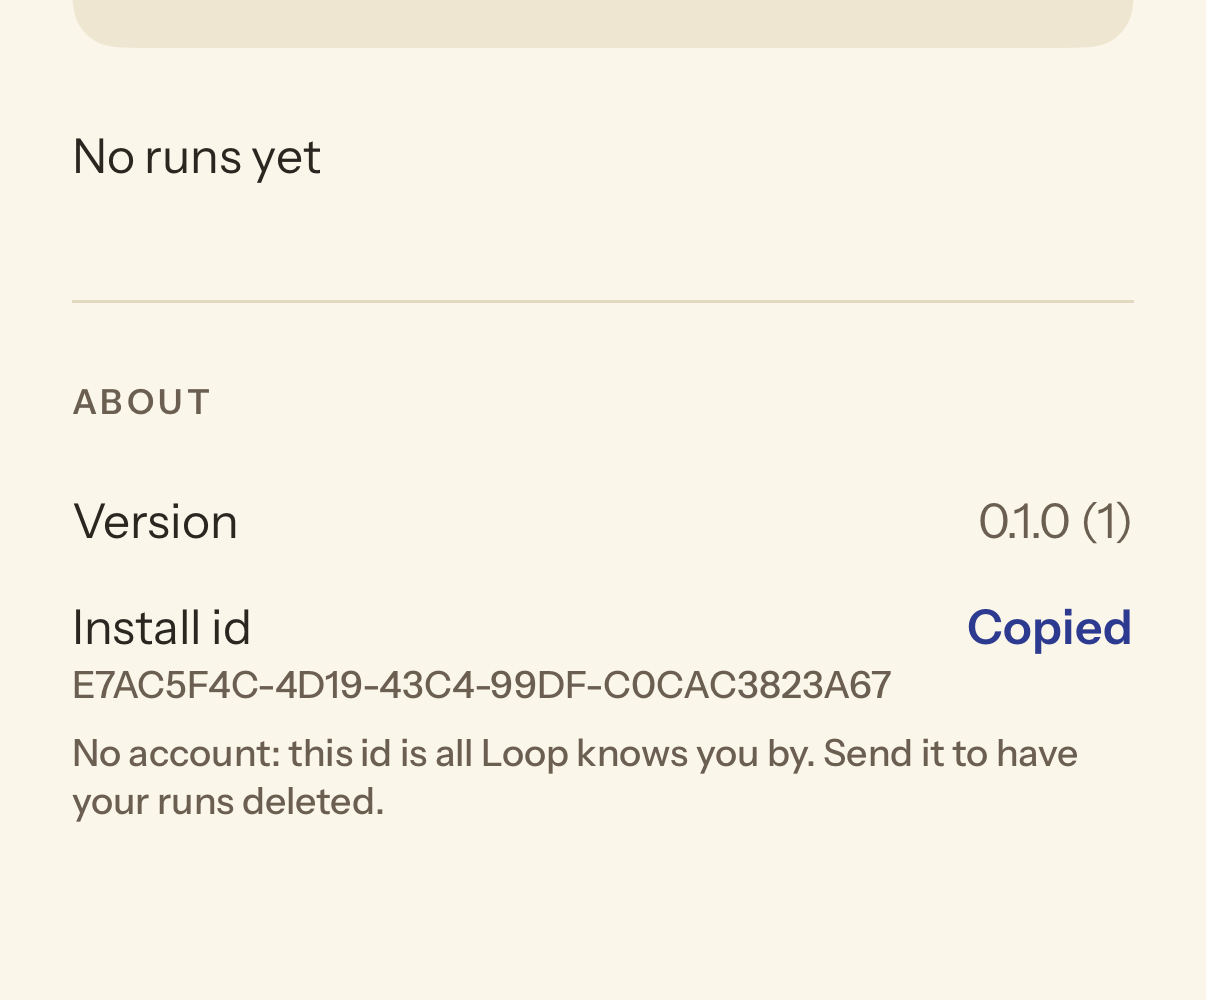 No runs yet
ABOUT
Version 0.1.0 (1)
Install id Copied
E7AC5F4C-4D19-43C4-99DF-C0CAC3823A67
No account: this id is all Loop knows you by. Send it to have
your runs deleted.